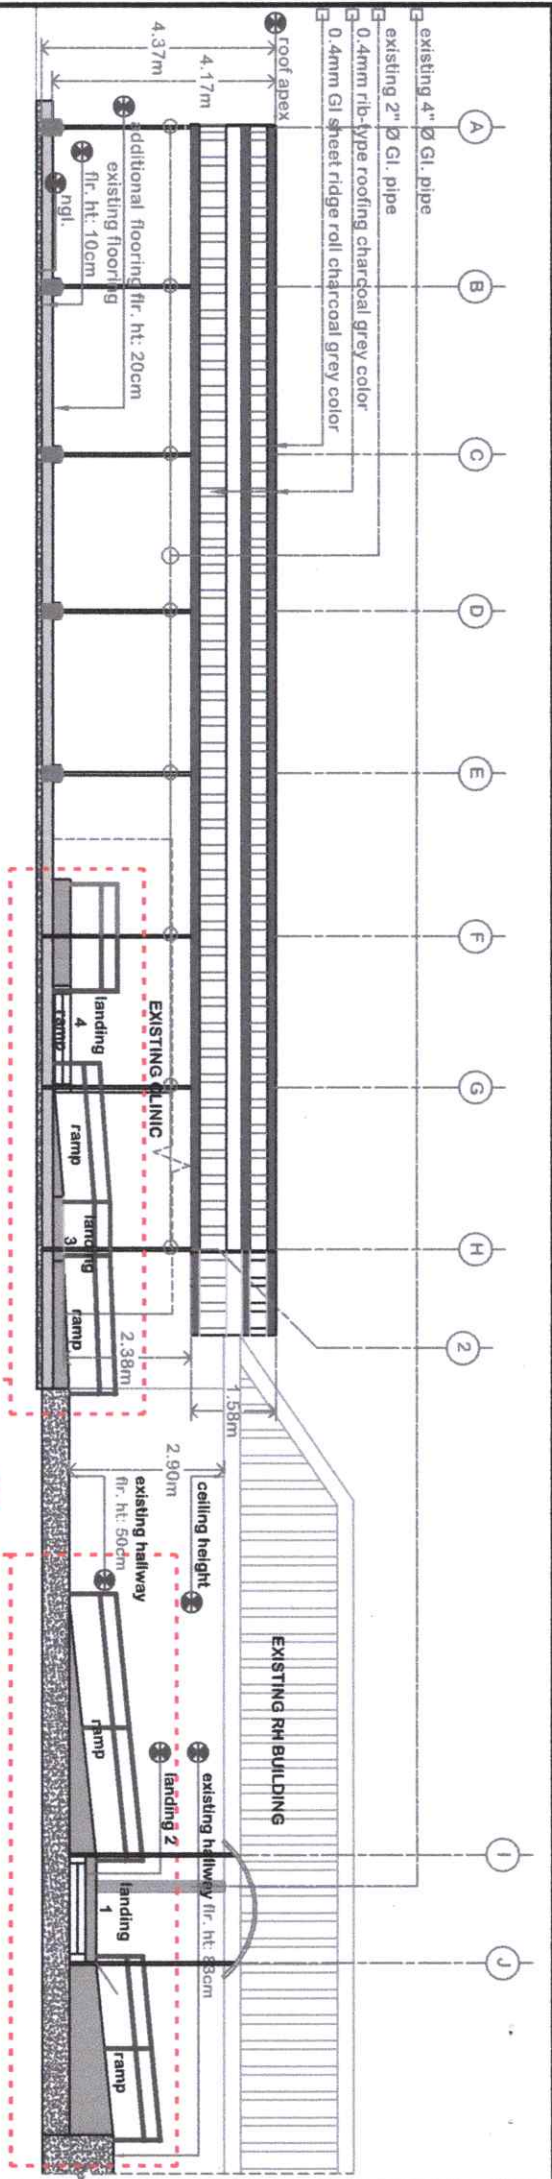 existing 4" Ø GI. pipe
existing 2" Ø GI. pipe
0.4mm rib-type roofing charcoal grey color
0.4mm GI sheet ridge roll charcoal grey color
roof apex
A
B
C
D
E
F
G
H
2
I
J
4.37m
4.17m
additional flooring flr. ht: 20cm
existing flooring
flr. ht: 10cm
ngl.
EXISTING CLINIC
landing
4
ramp
ramp
landing
3
ramp
2.38m
1.58m
2.90m
ceiling height
existing hallway
flr. ht: 50cm
EXISTING RH BUILDING
ramp
landing 2
existing hallway flr. ht: 83cm
landing
1
ramp